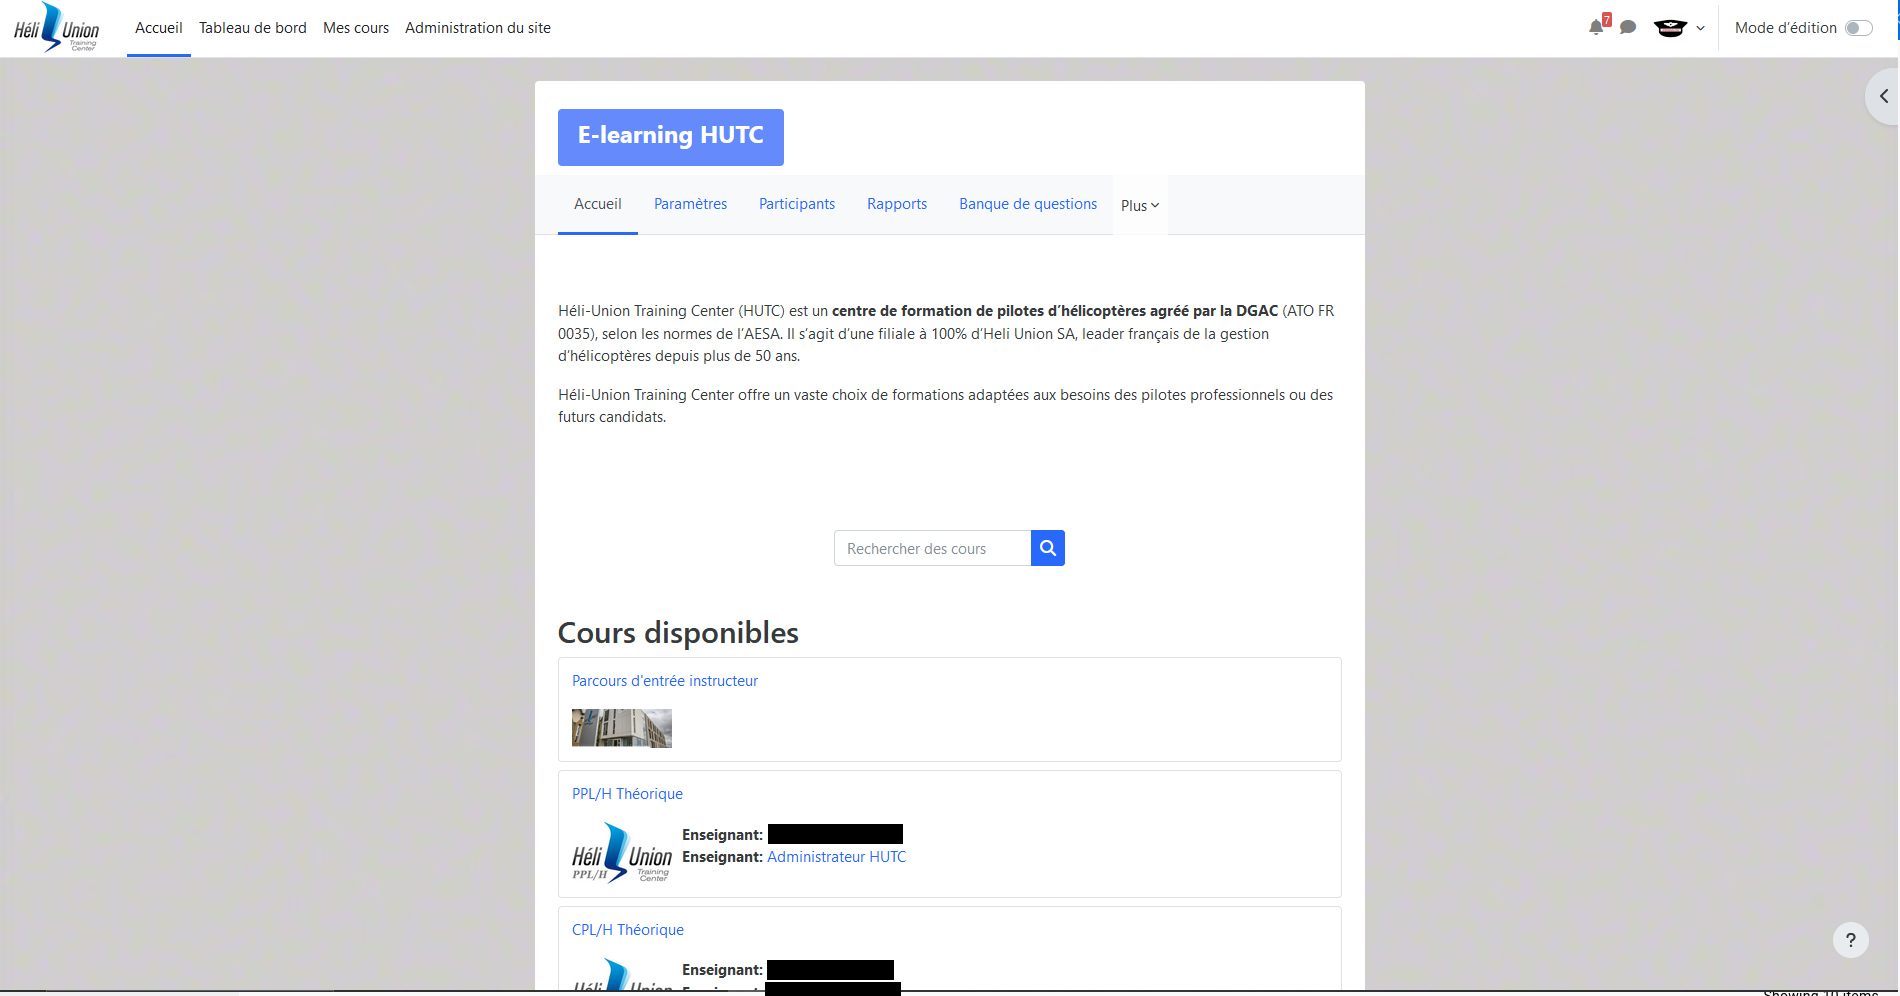 Héli Union
Training
Center
Accueil
Tableau de bord
Mes cours
Administration du site
7
Mode d’édition
E-learning HUTC
Accueil
Paramètres
Participants
Rapports
Banque de questions
Plus
Héli-Union Training Center (HUTC) est un centre de formation de pilotes d’hélicoptères agréé par la DGAC (ATO FR
0035), selon les normes de l’AESA. Il s’agit d’une filiale à 100% d’Heli Union SA, leader français de la gestion
d’hélicoptères depuis plus de 50 ans.
Héli-Union Training Center offre un vaste choix de formations adaptées aux besoins des pilotes professionnels ou des
futurs candidats.
Rechercher des cours
Cours disponibles
Parcours d'entrée instructeur
PPL/H Théorique
Héli Union
PPL/H
Training
Center
Enseignant:
Enseignant: Administrateur HUTC
CPL/H Théorique
Héli Union
Enseignant:
Enseignant:
?
Showing 10 items